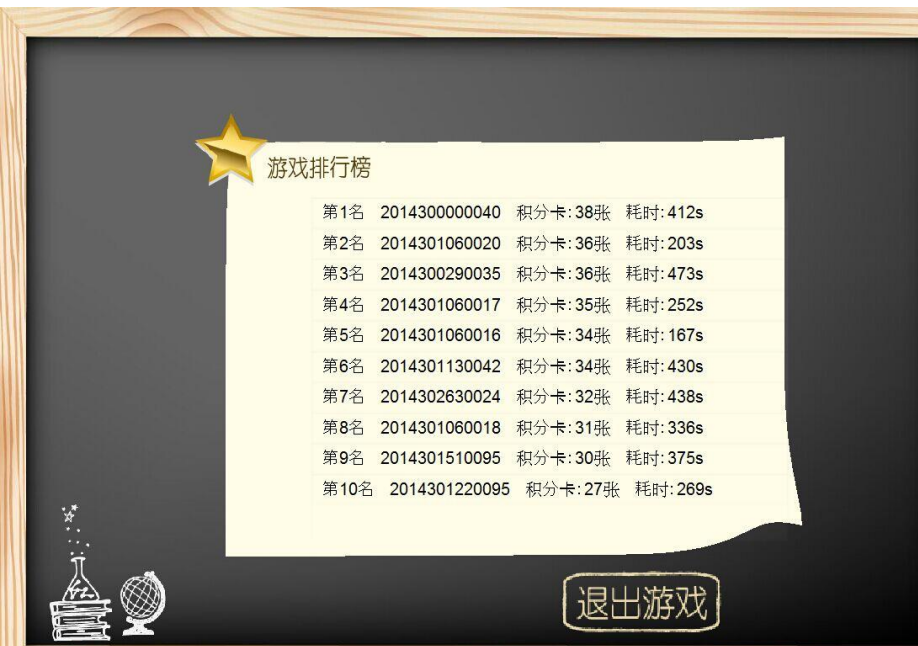 游戏排行榜
第1名 2014300000040 积分卡:38张 耗时:412s
第2名 2014301060020 积分卡:36张 耗时:203s
第3名 2014300290035 积分卡:36张 耗时:473s
第4名 2014301060017 积分卡:35张 耗时:252s
第5名 2014301060016 积分卡:34张 耗时:167s
第6名 2014301130042 积分卡:34张 耗时:430s
第7名 2014302630024 积分卡:32张 耗时:438s
第8名 2014301060018 积分卡:31张 耗时:336s
第9名 2014301510095 积分卡:30张 耗时:375s
第10名 2014301220095 积分卡:27张 耗时:269s
退出游戏